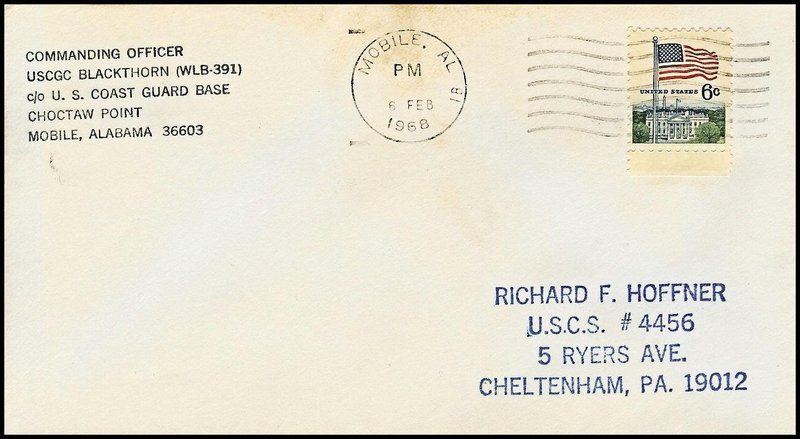 COMMANDING OFFICER
USCGC BLACKTHORN (WLB-391)
c/o U. S. COAST GUARD BASE
CHOCTAW POINT
MOBILE, ALABAMA 36603
MOBILE, AL 81
PM
6 FEB
1968
UNITED STATES 6c
RICHARD F. HOFFNER
U.S.C.S. # 4456
5 RYERS AVE.
CHELTENHAM, PA. 19012